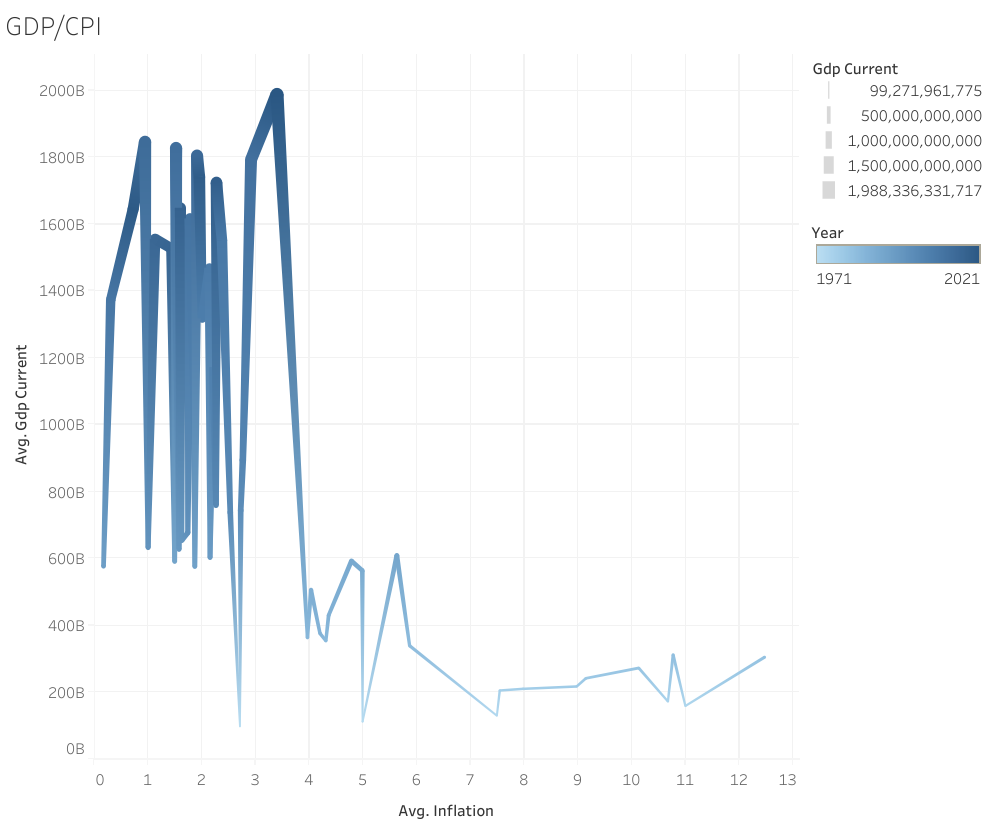 GDP/CPI
Gdp Current
99,271,961,775
500,000,000,000
1,000,000,000,000
1,500,000,000,000
1,988,336,331,717
Year
1971 2021
Avg. Gdp Current
2000B
1800B
1600B
1400B
1200B
1000B
800B
600B
400B
200B
0B
0 1 2 3 4 5 6 7 8 9 10 11 12 13
Avg. Inflation